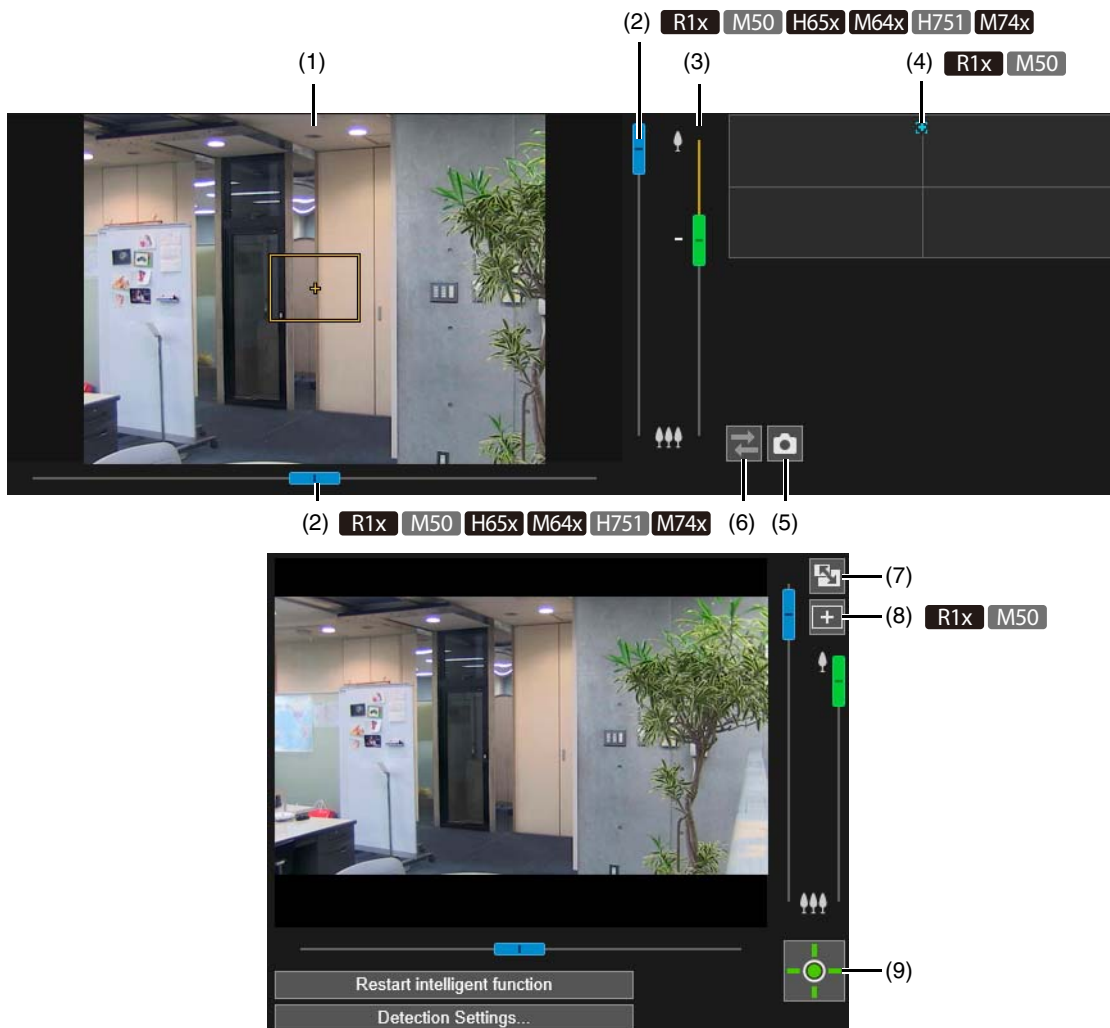 (2) R1x M50 H65x M64x H751 M74x
(1) (3) (4) R1x M50
(2) R1x M50 H65x M64x H751 M74x (6) (5)
(7)
(8) R1x M50
(9)
Restart intelligent function
Detection Settings...